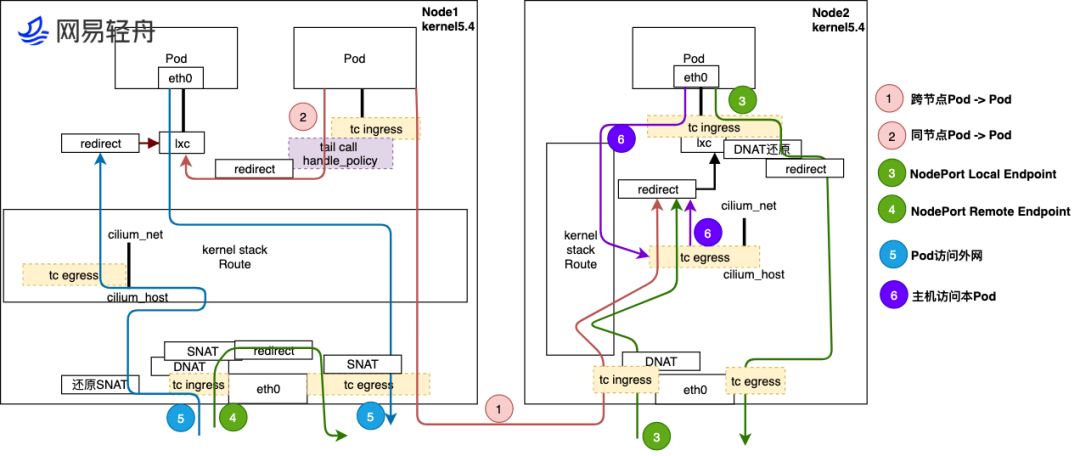 网易轻舟
Node1
kernel5.4
Pod
eth0
Pod
2
tc ingress
redirect
lxc
tail call
handle_policy
redirect
cilium_net
kernel stack
Route
tc egress
cilium_host
SNAT
redirect
DNAT
SNAT
还原SNAT
tc ingress
eth0
tc egress
5
4
5
1
Node2
kernel5.4
Pod
eth0
3
tc ingress
6
lxc
DNAT还原
redirect
redirect
cilium_net
6
kernel
stack
Route
tc egress
cilium_host
DNAT
tc ingress
eth0
tc egress
3
1 跨节点Pod -> Pod
2 同节点Pod -> Pod
3 NodePort Local Endpoint
4 NodePort Remote Endpoint
5 Pod访问外网
6 主机访问本Pod